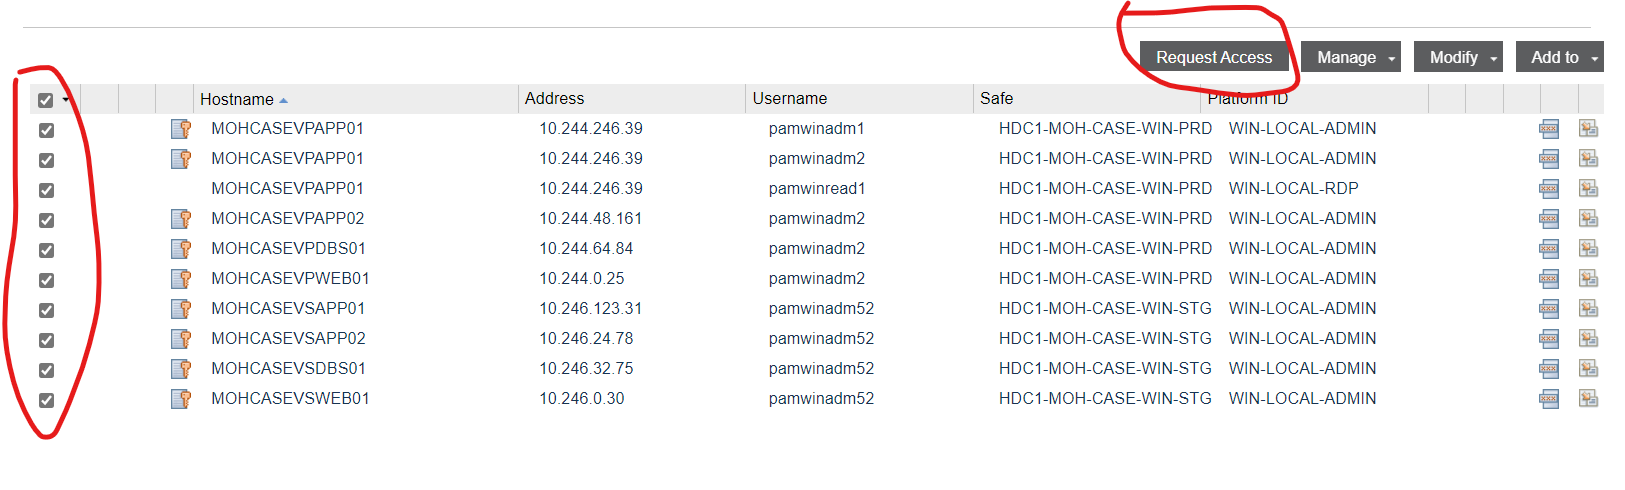 Request Access Manage Modify Add to
Hostname Address Username Safe Platform ID
MOHCASEVPAPP01 10.244.246.39 pamwinadm1 HDC1-MOH-CASE-WIN-PRD WIN-LOCAL-ADMIN
MOHCASEVPAPP01 10.244.246.39 pamwinadm2 HDC1-MOH-CASE-WIN-PRD WIN-LOCAL-ADMIN
MOHCASEVPAPP01 10.244.246.39 pamwinread1 HDC1-MOH-CASE-WIN-PRD WIN-LOCAL-RDP
MOHCASEVPAPP02 10.244.48.161 pamwinadm2 HDC1-MOH-CASE-WIN-PRD WIN-LOCAL-ADMIN
MOHCASEVPDBS01 10.244.64.84 pamwinadm2 HDC1-MOH-CASE-WIN-PRD WIN-LOCAL-ADMIN
MOHCASEVPWEB01 10.244.0.25 pamwinadm2 HDC1-MOH-CASE-WIN-PRD WIN-LOCAL-ADMIN
MOHCASEVSAPP01 10.246.123.31 pamwinadm52 HDC1-MOH-CASE-WIN-STG WIN-LOCAL-ADMIN
MOHCASEVSAPP02 10.246.24.78 pamwinadm52 HDC1-MOH-CASE-WIN-STG WIN-LOCAL-ADMIN
MOHCASEVSDBS01 10.246.32.75 pamwinadm52 HDC1-MOH-CASE-WIN-STG WIN-LOCAL-ADMIN
MOHCASEVSWEB01 10.246.0.30 pamwinadm52 HDC1-MOH-CASE-WIN-STG WIN-LOCAL-ADMIN